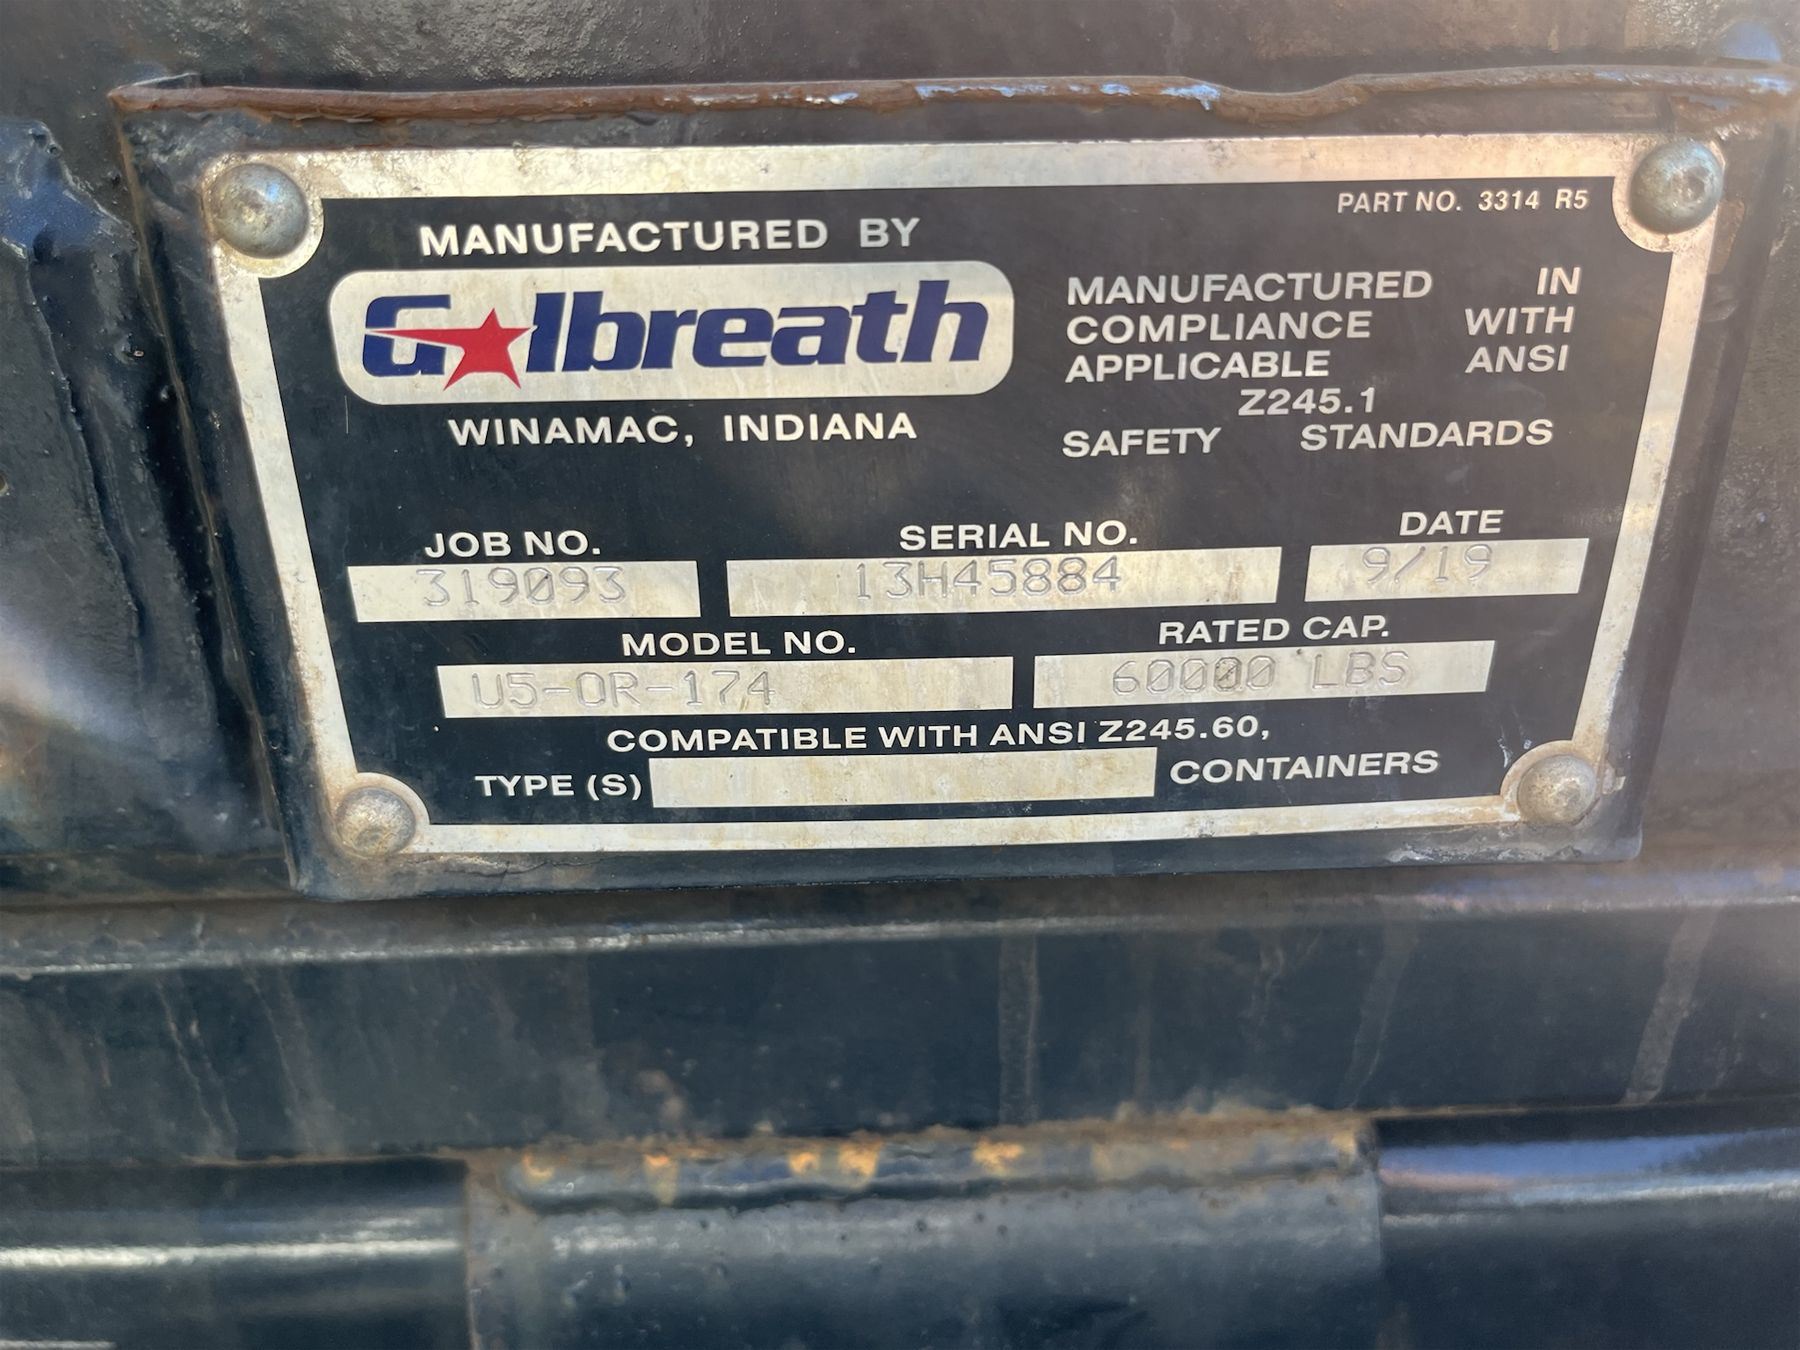 PART NO. 3314 R5
MANUFACTURED BY
Galbreath
WINAMAC, INDIANA
MANUFACTURED IN
COMPLIANCE WITH
APPLICABLE ANSI
Z245.1
SAFETY STANDARDS
JOB NO. SERIAL NO. DATE
319093 13H45884 9/19
MODEL NO. RATED CAP.
U5-OR-174 60000 LBS
COMPATIBLE WITH ANSI Z245.60,
TYPE (S) CONTAINERS